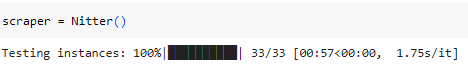 scraper = Nitter()
Testing instances: 100%|██████████| 33/33 [00:57<00:00,  1.75s/it]